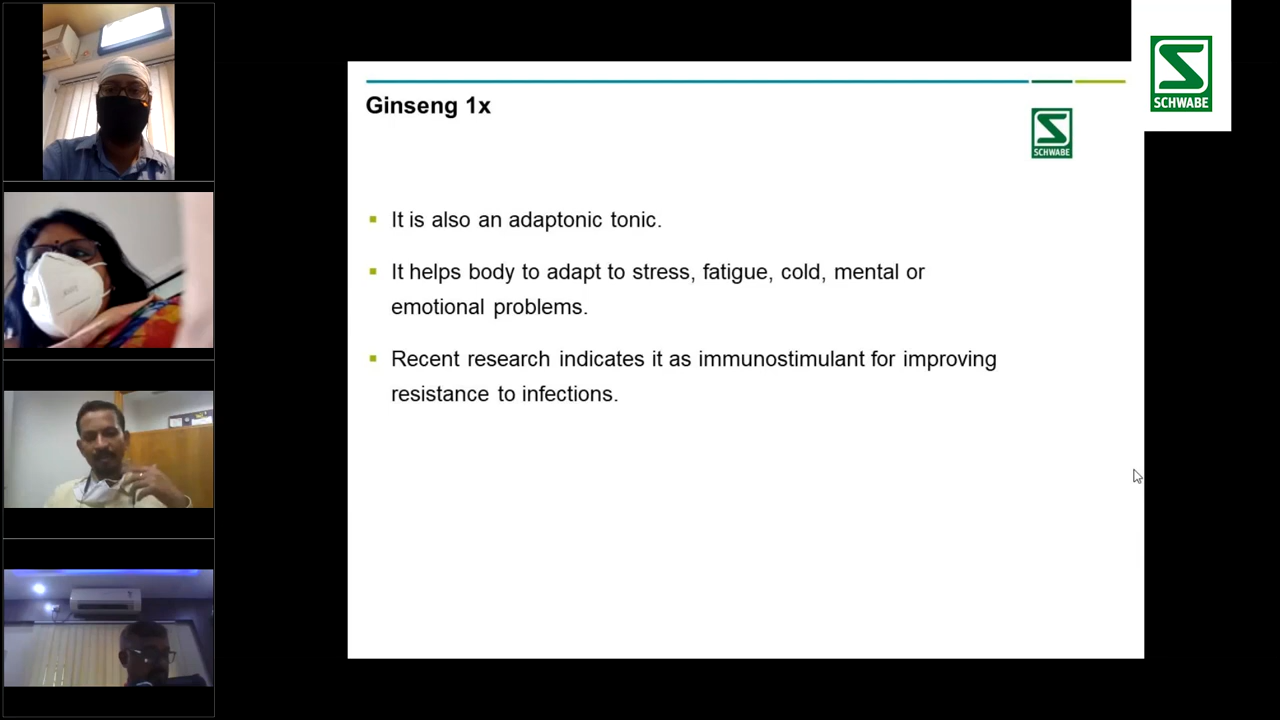 Ginseng 1x
SCHWABE
SCHWABE
It is also an adaptonic tonic.
It helps body to adapt to stress, fatigue, cold, mental or
emotional problems.
Recent research indicates it as immunostimulant for improving
resistance to infections.